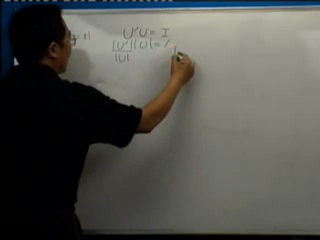 U'U = I
|U'||U| = 1
|U|